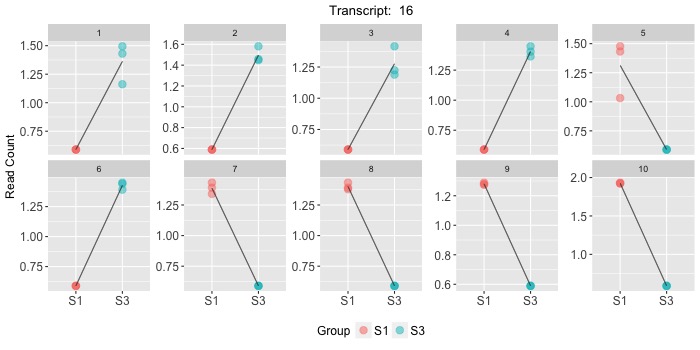 Transcript: 16
1 2 3 4 5
1.50 1.6 1.50
1.4 1.25 1.25 1.25
1.25 1.2 1.00
1.00 1.0 1.00 1.00
0.75 0.8 0.75 0.75 0.75
0.6
Read Count
6 7 8 9 10
2.0
1.25 1.25 1.25 1.2 1.5
1.00 1.00 1.00 1.0
0.75 0.75 0.75 0.8 1.0
0.6
S1 S3 S1 S3 S1 S3 S1 S3 S1 S3
Group S1 S3